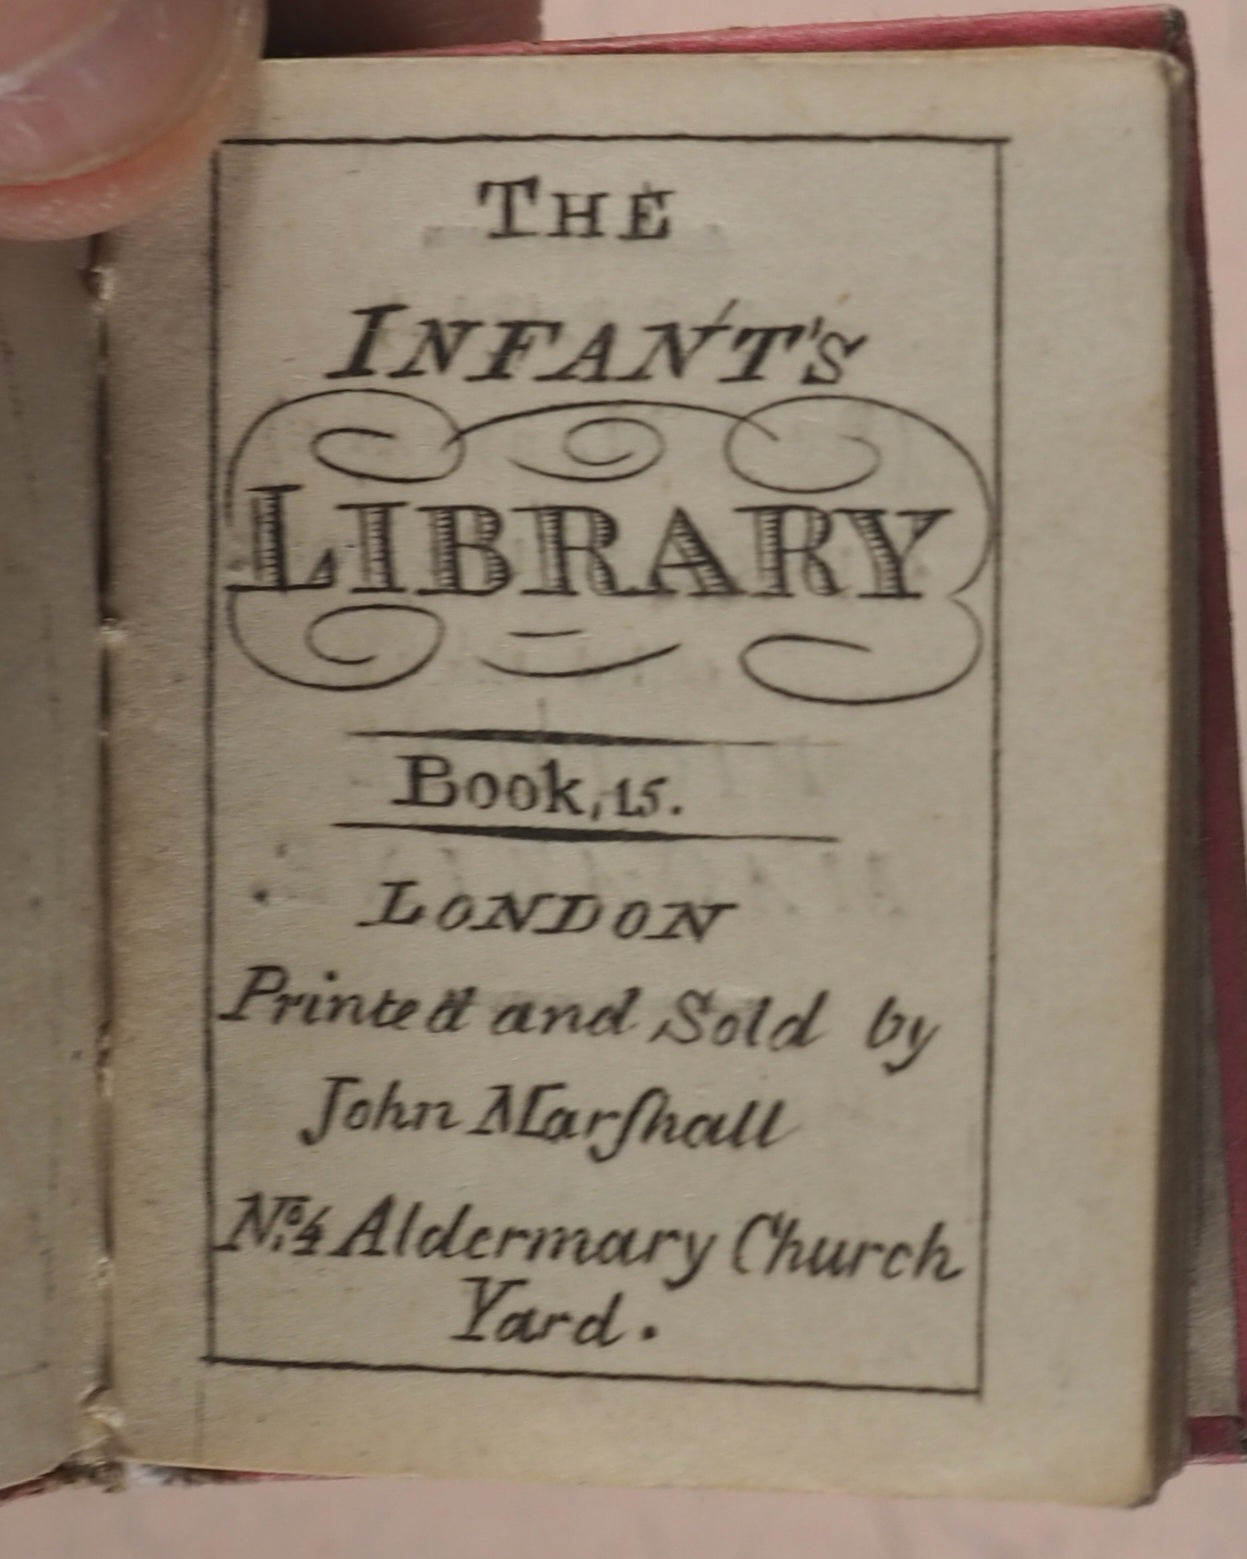 THE
INFANT'S
LIBRARY
Book, 15.
LONDON
Printed and Sold by
John Marſhall
Nº. 4 Aldermary Church
Yard.